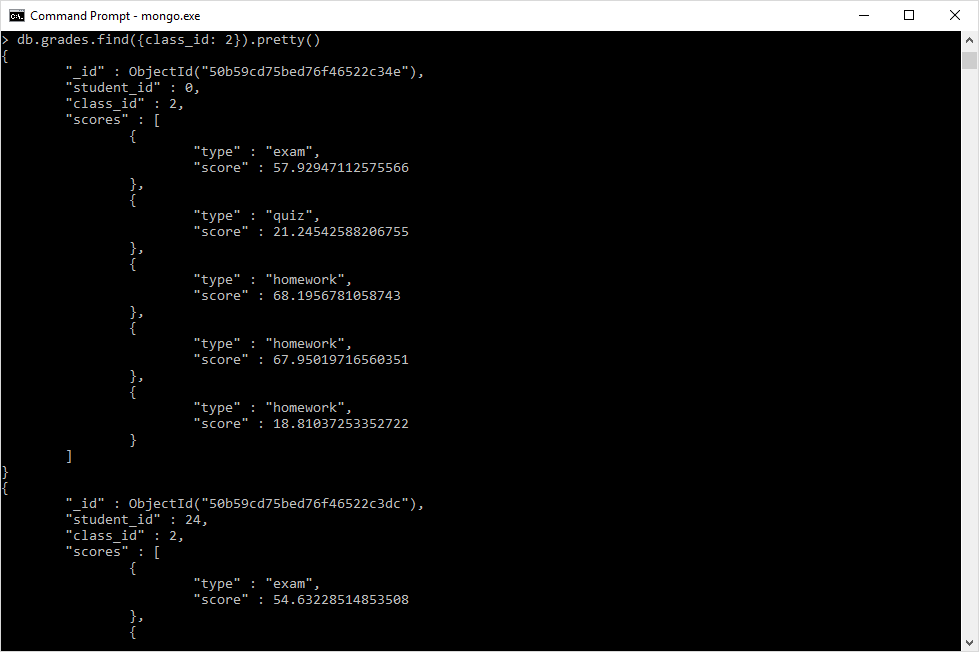 Command Prompt - mongo.exe
> db.grades.find({class_id: 2}).pretty()
{
        "_id" : ObjectId("50b59cd75bed76f46522c34e"),
        "student_id" : 0,
        "class_id" : 2,
        "scores" : [
                {
                        "type" : "exam",
                        "score" : 57.92947112575566
                },
                {
                        "type" : "quiz",
                        "score" : 21.24542588206755
                },
                {
                        "type" : "homework",
                        "score" : 68.1956781058743
                },
                {
                        "type" : "homework",
                        "score" : 67.95019716560351
                },
                {
                        "type" : "homework",
                        "score" : 18.81037253352722
                }
        ]
}
{
        "_id" : ObjectId("50b59cd75bed76f46522c3dc"),
        "student_id" : 24,
        "class_id" : 2,
        "scores" : [
                {
                        "type" : "exam",
                        "score" : 54.63228514853508
                },
                {